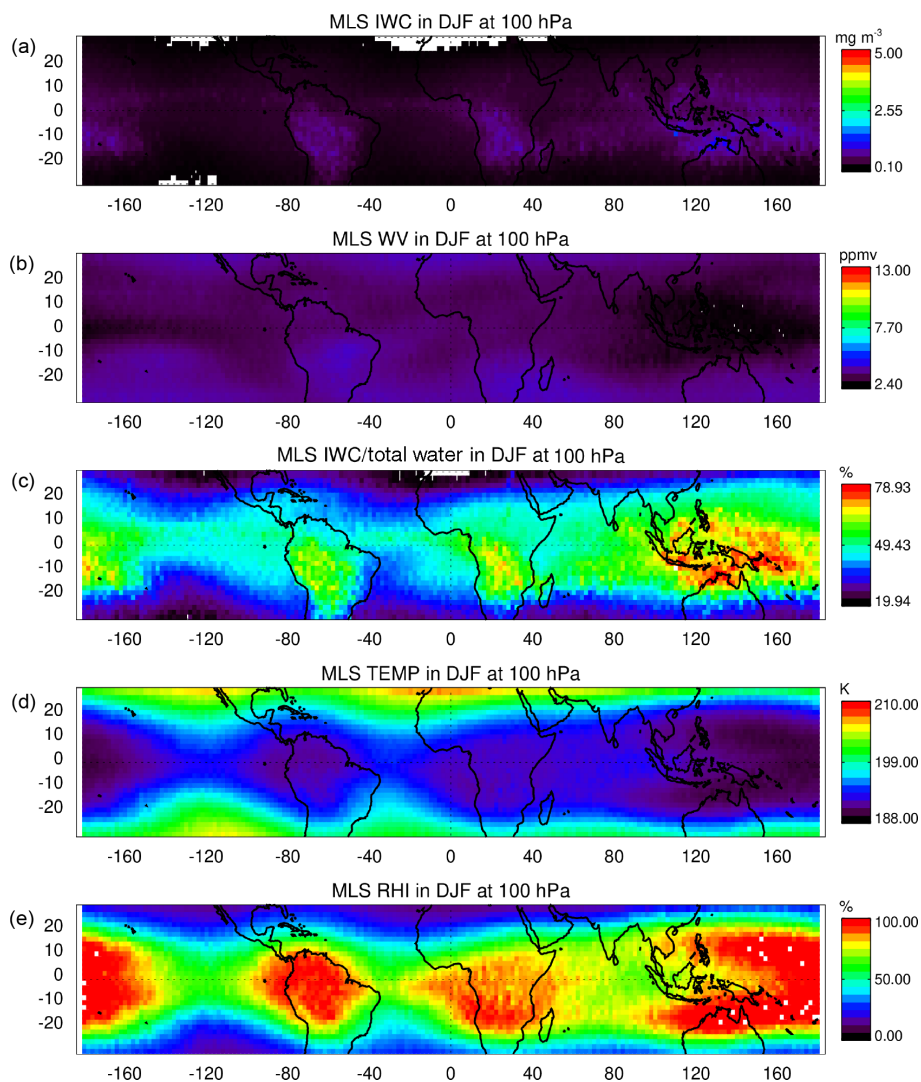 MLS IWC in DJF at 100 hPa
(a)
mg m-3
20
10
0
-10
-20
5.00
2.55
0.10
-160 -120 -80 -40 0 40 80 120 160
MLS WV in DJF at 100 hPa
(b)
ppmv
20
10
0
-10
-20
13.00
7.70
2.40
-160 -120 -80 -40 0 40 80 120 160
MLS IWC/total water in DJF at 100 hPa
(c)
%
20
10
0
-10
-20
78.93
49.43
19.94
-160 -120 -80 -40 0 40 80 120 160
MLS TEMP in DJF at 100 hPa
(d)
K
20
10
0
-10
-20
210.00
199.00
188.00
-160 -120 -80 -40 0 40 80 120 160
MLS RHI in DJF at 100 hPa
(e)
%
20
10
0
-10
-20
100.00
50.00
0.00
-160 -120 -80 -40 0 40 80 120 160